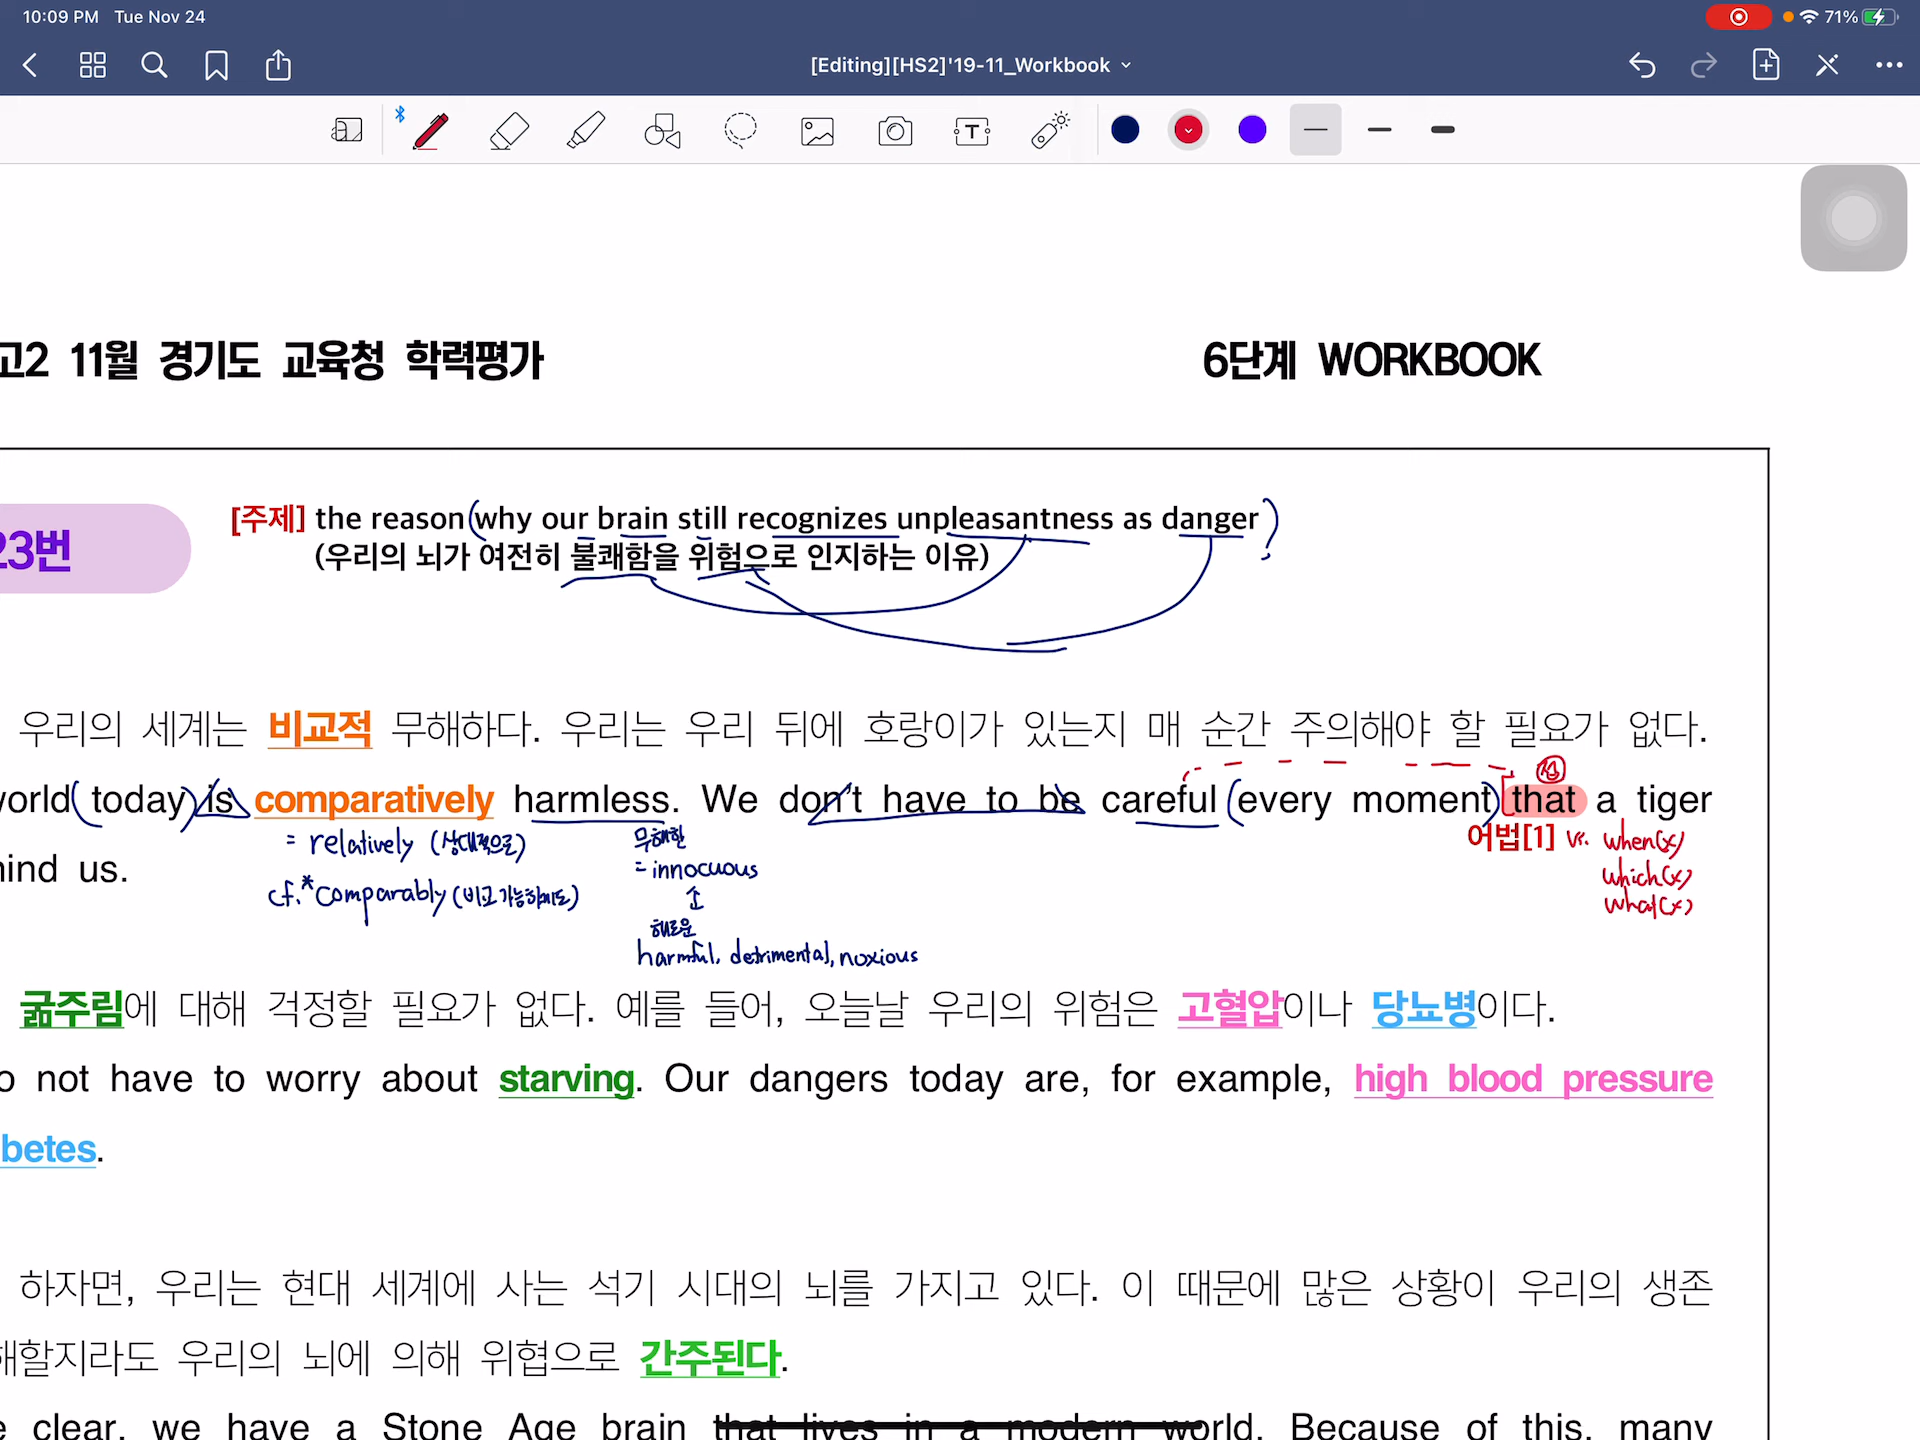 10:09 PM Tue Nov 24
71%
[Editing][HS2]'19-11_Workbook
고2 11월 경기도 교육청 학력평가
6단계 WORKBOOK
23번
[주제] the reason (why our brain still recognizes unpleasantness as danger)?
(우리의 뇌가 여전히 불쾌함을 위험으로 인지하는 이유)
우리의 세계는 비교적 무해하다. 우리는 우리 뒤에 호랑이가 있는지 매 순간 주의해야 할 필요가 없다.
접
world (today) is comparatively harmless. We don't have to be careful (every moment) [that a tiger
= relatively (상대적으로)
무해한
어법[1] vs. when(x)
hind us.
= innocuous
which(x)
cf.* comparably (비교가능하게도)
what(x)
해로운
harmful, detrimental, noxious
굶주림에 대해 걱정할 필요가 없다. 예를 들어, 오늘날 우리의 위험은 고혈압이나 당뇨병이다.
o not have to worry about starving. Our dangers today are, for example, high blood pressure
betes.
하자면, 우리는 현대 세계에 사는 석기 시대의 뇌를 가지고 있다. 이 때문에 많은 상황이 우리의 생존
해할지라도 우리의 뇌에 의해 위협으로 간주된다.
e clear, we have a Stone Age brain that lives in a modern world. Because of this, many